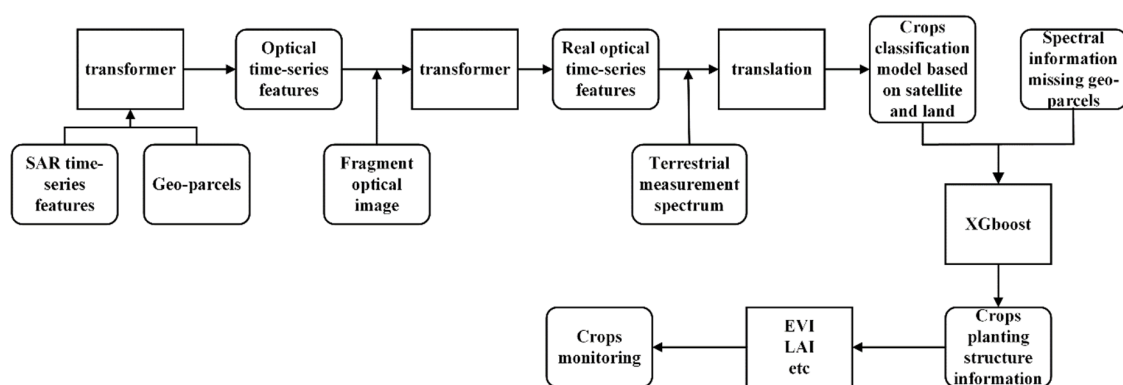 transformer
Optical
time-series
features
transformer
Real optical
time-series
features
translation
Crops
classification
model based
on satellite
and land
Spectral
information
missing geo-
parcels
SAR time-
series
features
Geo-parcels
Fragment
optical
image
Terrestrial
measurement
spectrum
XGboost
Crops
planting
structure
information
EVI
LAI
etc
Crops
monitoring